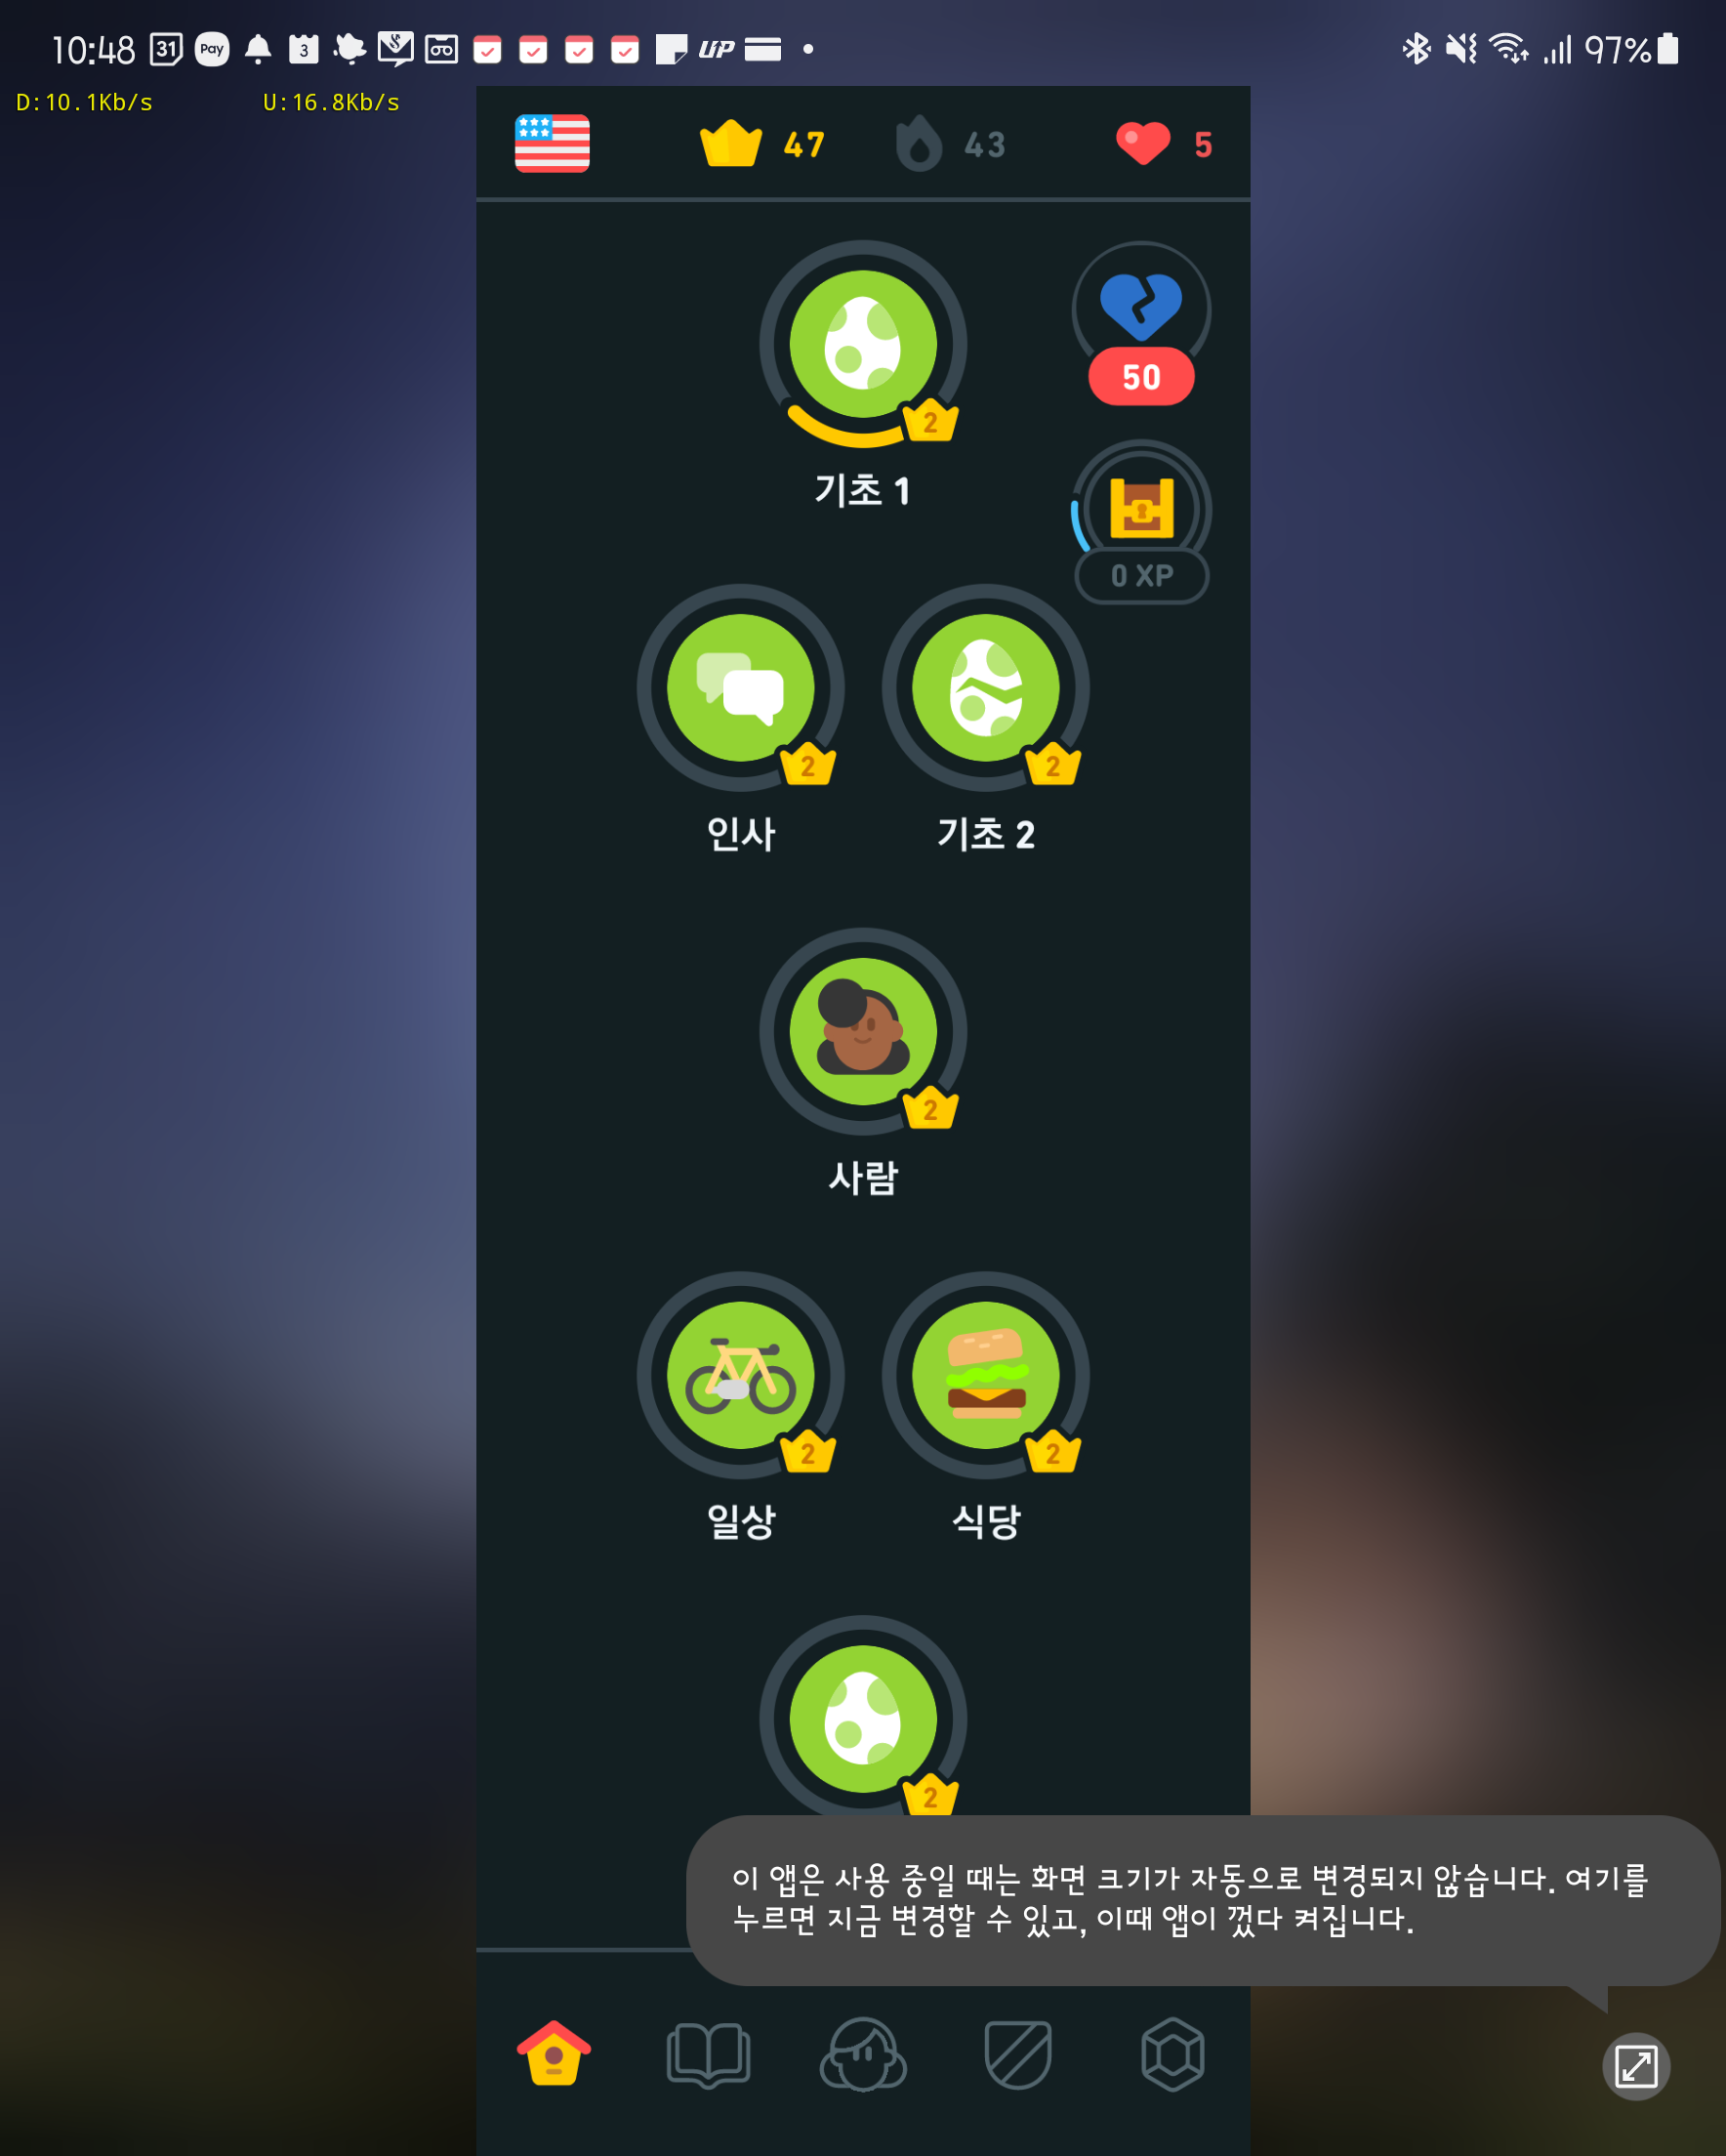 10:48 31 Pay 3 UP 97%
D:10.1Kb/s U:16.8Kb/s
47 43 5
2
50
기초 1
0 XP
2 2
인사 기초 2
2
사람
2 2
일상 식당
2
이 앱은 사용 중일 때는 화면 크기가 자동으로 변경되지 않습니다. 여기를
누르면 지금 변경할 수 있고, 이때 앱이 껐다 켜집니다.